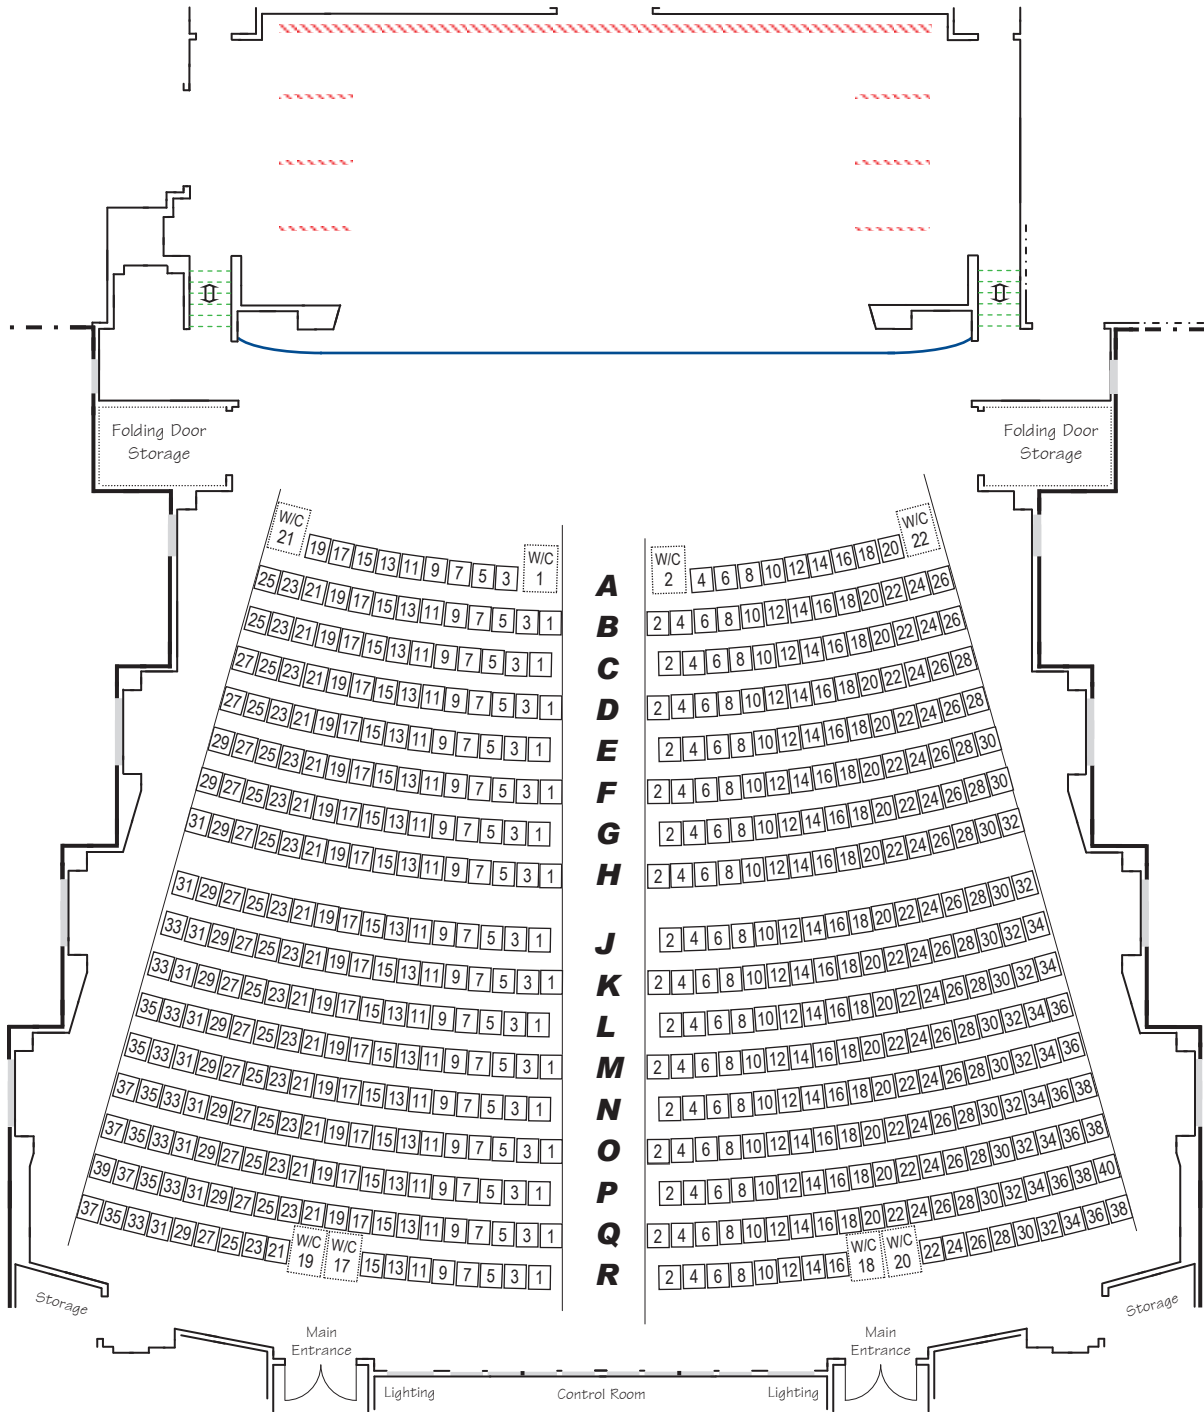 Folding Door
Storage
Folding Door
Storage
W/C
21
19 17 15 13 11 9 7 5 3
W/C
1
A
W/C
2
4 6 8 10 12 14 16 18 20
W/C
22
25 23 21 19 17 15 13 11 9 7 5 3 1 B 2 4 6 8 10 12 14 16 18 20 22 24 26
25 23 21 19 17 15 13 11 9 7 5 3 1 C 2 4 6 8 10 12 14 16 18 20 22 24 26
27 25 23 21 19 17 15 13 11 9 7 5 3 1 D 2 4 6 8 10 12 14 16 18 20 22 24 26 28
27 25 23 21 19 17 15 13 11 9 7 5 3 1 E 2 4 6 8 10 12 14 16 18 20 22 24 26 28
29 27 25 23 21 19 17 15 13 11 9 7 5 3 1 F 2 4 6 8 10 12 14 16 18 20 22 24 26 28 30
29 27 25 23 21 19 17 15 13 11 9 7 5 3 1 G 2 4 6 8 10 12 14 16 18 20 22 24 26 28 30
31 29 27 25 23 21 19 17 15 13 11 9 7 5 3 1 H 2 4 6 8 10 12 14 16 18 20 22 24 26 28 30 32
31 29 27 25 23 21 19 17 15 13 11 9 7 5 3 1 J 2 4 6 8 10 12 14 16 18 20 22 24 26 28 30 32
33 31 29 27 25 23 21 19 17 15 13 11 9 7 5 3 1 K 2 4 6 8 10 12 14 16 18 20 22 24 26 28 30 32 34
33 31 29 27 25 23 21 19 17 15 13 11 9 7 5 3 1 L 2 4 6 8 10 12 14 16 18 20 22 24 26 28 30 32 34
35 33 31 29 27 25 23 21 19 17 15 13 11 9 7 5 3 1 M 2 4 6 8 10 12 14 16 18 20 22 24 26 28 30 32 34 36
35 33 31 29 27 25 23 21 19 17 15 13 11 9 7 5 3 1 N 2 4 6 8 10 12 14 16 18 20 22 24 26 28 30 32 34 36
37 35 33 31 29 27 25 23 21 19 17 15 13 11 9 7 5 3 1 O 2 4 6 8 10 12 14 16 18 20 22 24 26 28 30 32 34 36 38
37 35 33 31 29 27 25 23 21 19 17 15 13 11 9 7 5 3 1 P 2 4 6 8 10 12 14 16 18 20 22 24 26 28 30 32 34 36 38
39 37 35 33 31 29 27 25 23 21 19 17 15 13 11 9 7 5 3 1 Q 2 4 6 8 10 12 14 16 18 20 22 24 26 28 30 32 34 36 38 40
37 35 33 31 29 27 25 23 21
W/C
19
W/C
17
15 13 11 9 7 5 3 1 R 2 4 6 8 10 12 14 16
W/C
18
W/C
20
22 24 26 28 30 32 34 36 38
Storage
Storage
Main
Entrance
Main
Entrance
Lighting
Control Room
Lighting